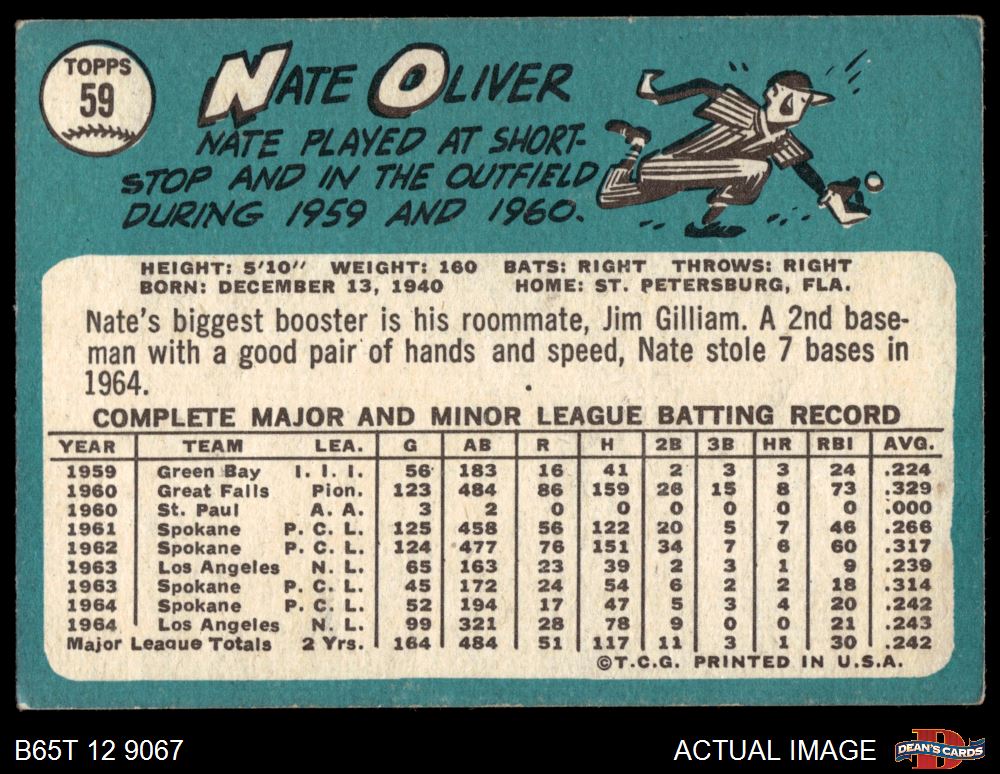 TOPPS
59
NATE OLIVER
NATE PLAYED AT SHORT-
STOP AND IN THE OUTFIELD
DURING 1959 AND 1960.
HEIGHT: 5'10" WEIGHT: 160 BATS: RIGHT THROWS: RIGHT
BORN: DECEMBER 13, 1940 HOME: ST. PETERSBURG, FLA.
Nate's biggest booster is his roommate, Jim Gilliam. A 2nd base-
man with a good pair of hands and speed, Nate stole 7 bases in
1964.
COMPLETE MAJOR AND MINOR LEAGUE BATTING RECORD
YEAR TEAM LEA. G AB R H 2B 3B HR RBI AVG.
1959 Green Bay I. I. I. 56 183 16 41 2 3 3 24 .224
1960 Great Falls Pion. 123 484 86 159 26 15 8 73 .329
1960 St. Paul A. A. 3 2 0 0 0 0 0 0 .000
1961 Spokane P. C. L. 125 458 56 122 20 5 7 46 .266
1962 Spokane P. C. L. 124 477 76 151 34 7 6 60 .317
1963 Los Angeles N. L. 65 163 23 39 2 3 1 9 .239
1963 Spokane P. C. L. 45 172 24 54 6 2 2 18 .314
1964 Spokane P. C. L. 52 194 17 47 5 3 4 20 .242
1964 Los Angeles N. L. 99 321 28 78 9 0 0 21 .243
Major League Totals 2 Yrs. 164 484 51 117 11 3 1 30 .242
©T.C.G. PRINTED IN U.S.A.
B65T 12 9067 ACTUAL IMAGE DEAN'S CARDS